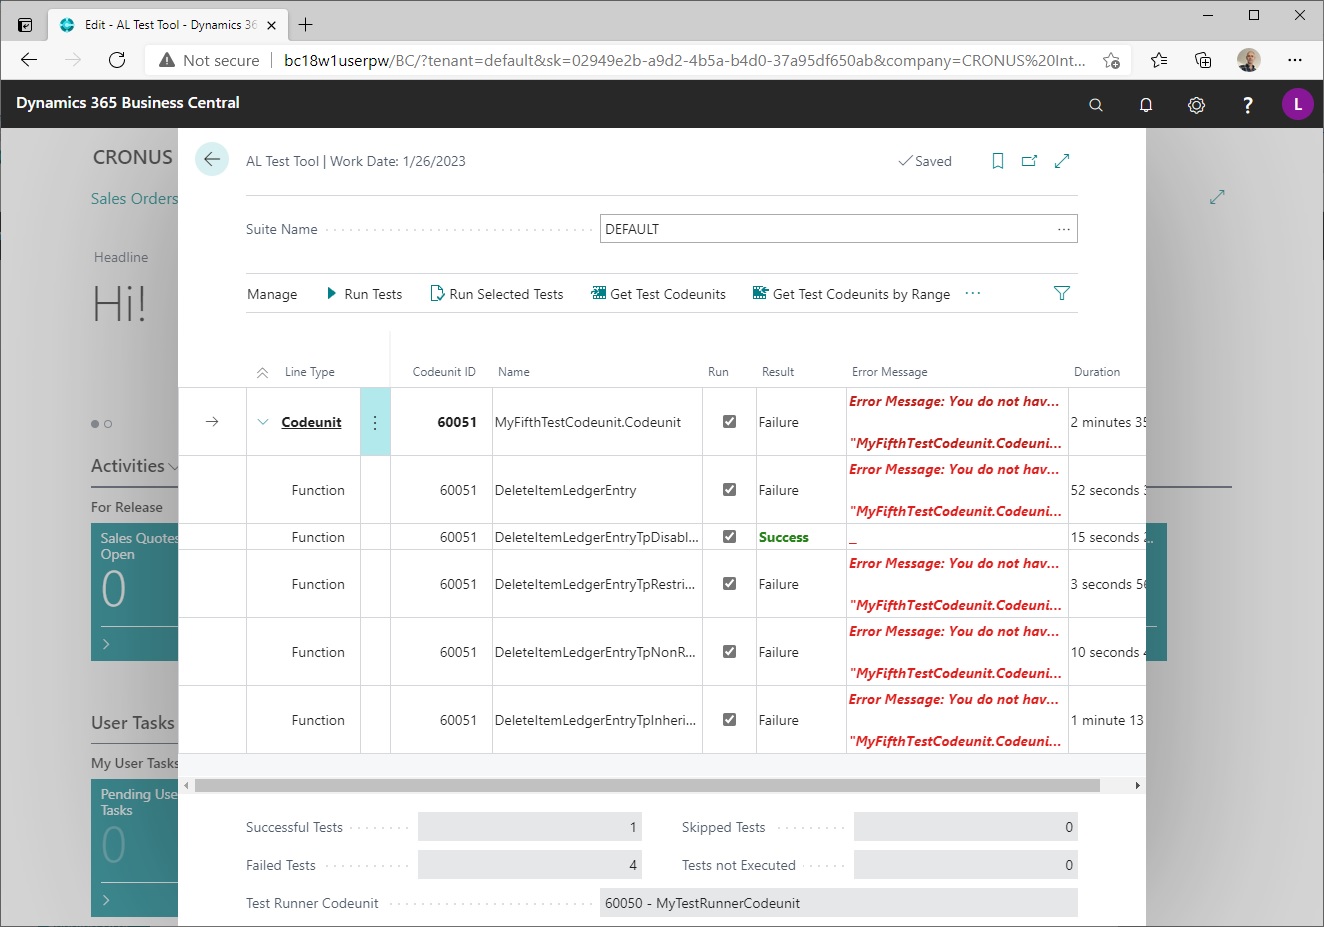 Edit - AL Test Tool - Dynamics 36
Not secure
bc18w1userpw/BC/?tenant=default&sk=02949e2b-a9d2-4b5a-b4d0-37a95df650ab&company=CRONUS%20Int...
Dynamics 365 Business Central
?
L
CRONUS
AL Test Tool | Work Date: 1/26/2023
Saved
Sales Orders
Suite Name
DEFAULT
...
Headline
Hi!
Manage
Run Tests
Run Selected Tests
Get Test Codeunits
Get Test Codeunits by Range
...
Line Type
Codeunit ID
Name
Run
Result
Error Message
Duration
Codeunit
60051
MyFifthTestCodeunit.Codeunit
Failure
Error Message: You do not hav...
"MyFifthTestCodeunit.Codeuni...
2 minutes 35
Activities
For Release
Function
60051
DeleteItemLedgerEntry
Failure
Error Message: You do not hav...
"MyFifthTestCodeunit.Codeuni...
52 seconds
Sales Quotes
Open
0
Function
60051
DeleteItemLedgerEntryTpDisabl...
Success
_
15 seconds
Function
60051
DeleteItemLedgerEntryTpRestri...
Failure
Error Message: You do not hav...
"MyFifthTestCodeunit.Codeuni...
3 seconds 56
Function
60051
DeleteItemLedgerEntryTpNonR...
Failure
Error Message: You do not hav...
"MyFifthTestCodeunit.Codeuni...
10 seconds
User Tasks
My User Tasks
Function
60051
DeleteItemLedgerEntryTpInheri...
Failure
Error Message: You do not hav...
"MyFifthTestCodeunit.Codeuni...
1 minute 13
Pending Use
Tasks
0
Successful Tests
1
Skipped Tests
0
Failed Tests
4
Tests not Executed
0
Test Runner Codeunit
60050 - MyTestRunnerCodeunit